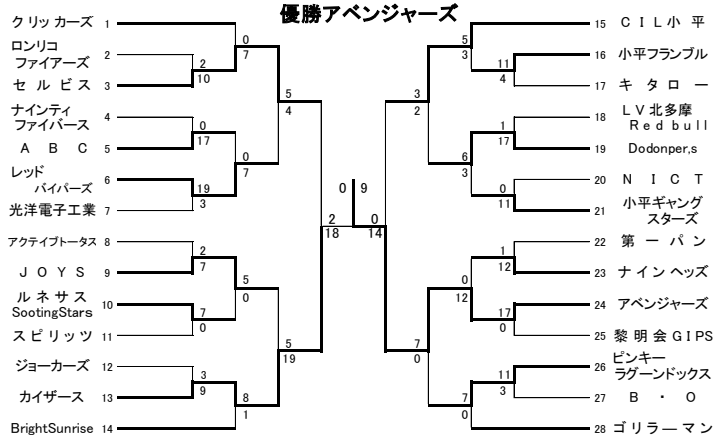 優勝アベンジャーズ
クリッカーズ 1
ロンリコ
ファイアーズ 2
セルビス 3
ナインティ
ファイバース 4
ＡＢＣ 5
レッド
バイパーズ 6
光洋電子工業 7
アクティブトータス 8
ＪＯＹＳ 9
ルネサス
SootingStars 10
スピリッツ 11
ジョーカーズ 12
カイザース 13
BrightSunrise 14
2
10
0
17
19
3
2
7
7
0
3
9
0
7
0
7
5
0
8
1
5
4
5
19
2
18
0 9
0
14
3
2
7
0
5
3
6
3
0
12
7
0
11
4
1
17
0
11
1
12
17
0
11
3
15 ＣＩＬ小平
16 小平フランブル
17 キタロー
18 ＬＶ北多摩
Ｒｅｄ ｂｕｌｌ
19 Dodonper,s
20 ＮＩＣＴ
21 小平ギャング
スターズ
22 第一パン
23 ナインヘッズ
24 アベンジャーズ
25 黎明会ＧＩＰＳ
26 ピンキー
ラグーンドックス
27 Ｂ・Ｏ
28 ゴリラーマン